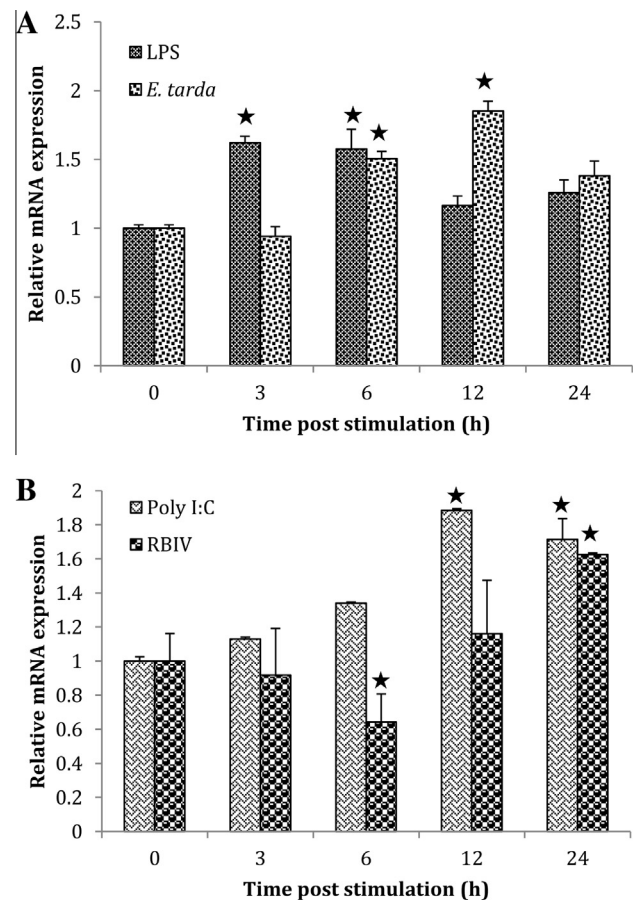 A
2.5
2
1.5
1
0.5
0
Relative mRNA expression
LPS
E. tarda
★
★
★
★
0 3 6 12 24
Time post stimulation (h)
B
2
1.8
1.6
1.4
1.2
1
0.8
0.6
0.4
0.2
0
Relative mRNA expression
Poly I:C
RBIV
★
★
★
★
0 3 6 12 24
Time post stimulation (h)